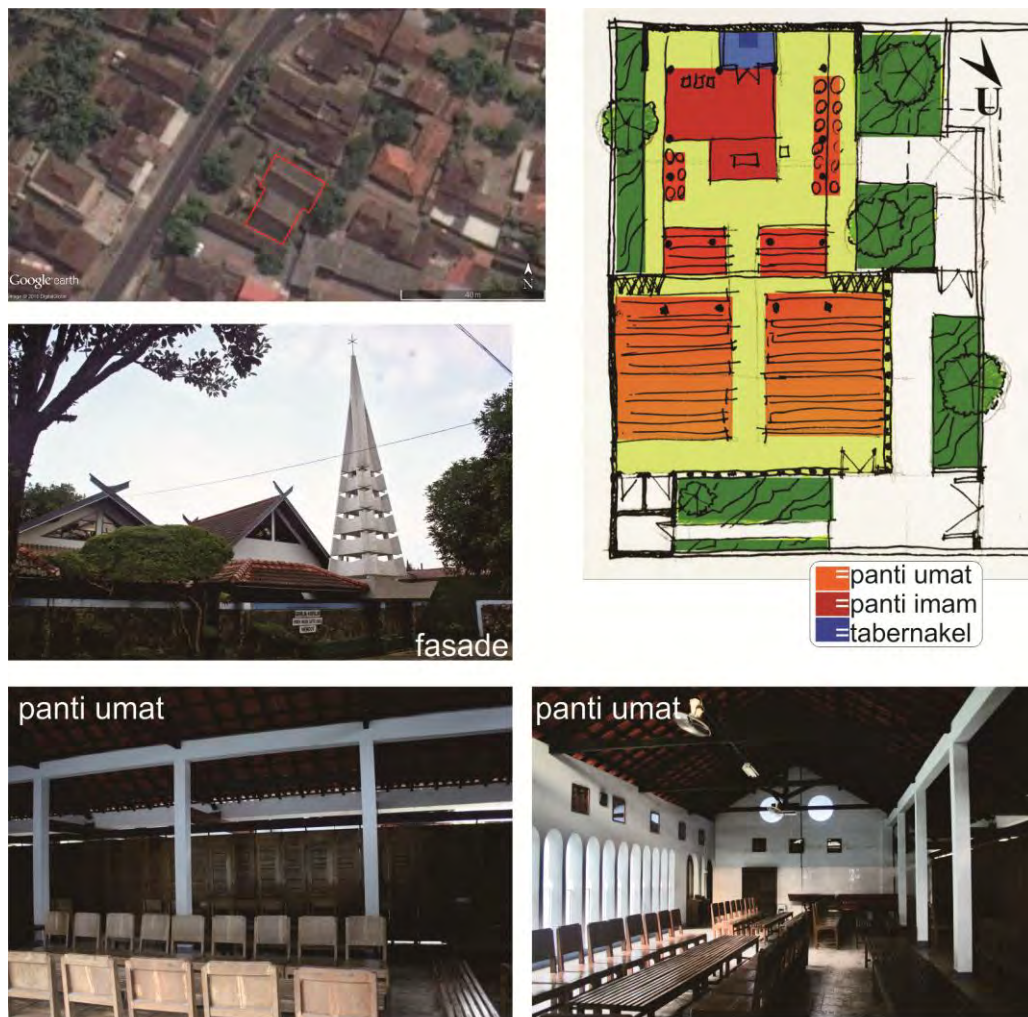 Google earth
N
40 m
U
fasade
=panti umat
=panti imam
=tabernakel
panti umat
panti umat